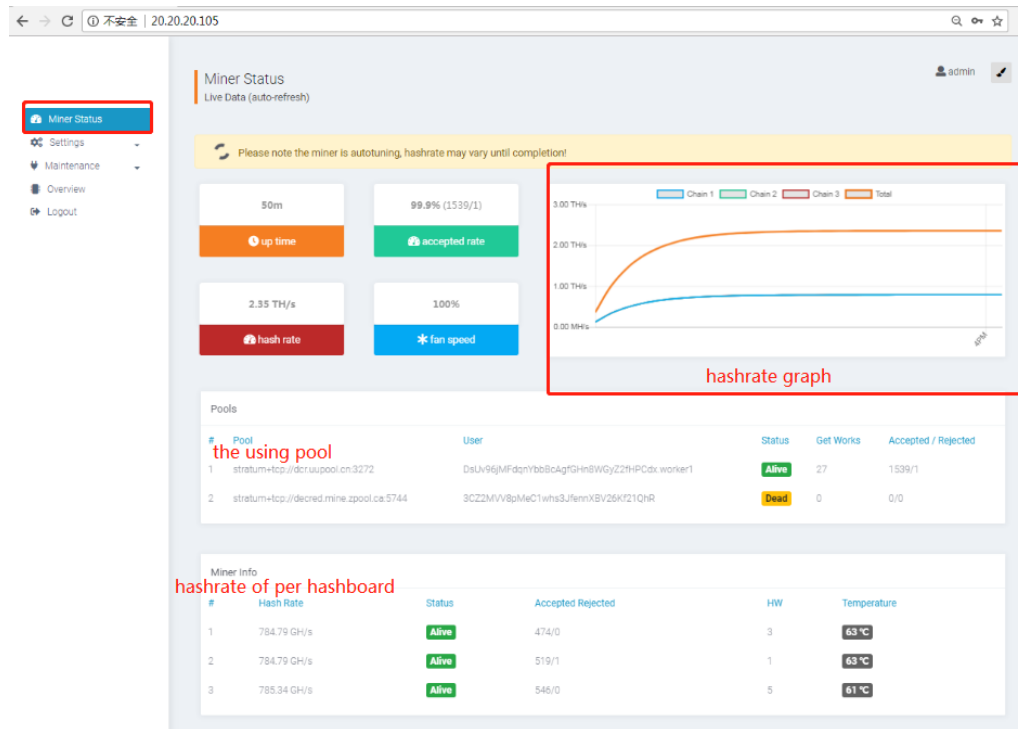 不安全 | 20.20.20.105
Miner Status
Live Data (auto-refresh)
admin
Miner Status
Settings
Maintenance
Overview
Logout
Please note the miner is autotuning, hashrate may vary until completion!
50m
up time
99.9% (1539/1)
accepted rate
2.35 TH/s
hash rate
100%
fan speed
Chain 1 Chain 2 Chain 3 Total
3.00 TH/s
2.00 TH/s
1.00 TH/s
0.00 MH/s
4PM
hashrate graph
Pools
# Pool User Status Get Works Accepted / Rejected
the using pool
1 stratum+tcp://dcr.uupool.cn:3272 DsUv96jMFdqnYbbBcAgfGHn8WGyZ2fHPCdx.worker1 Alive 27 1539/1
2 stratum+tcp://decred.mine.zpool.ca:5744 3CZ2MVV8pMeC1whs3JfennXBV26Kf21QhR Dead 0 0/0
Miner Info
hashrate of per hashboard
# Hash Rate Status Accepted Rejected HW Temperature
1 784.79 GH/s Alive 474/0 3 63 °C
2 784.79 GH/s Alive 519/1 1 63 °C
3 785.34 GH/s Alive 546/0 5 61 °C